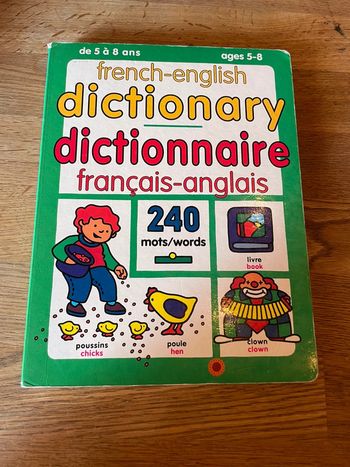 de 5 à 8 ans
ages 5-8
french-english
dictionary
dictionnaire
français-anglais
240
mots/words
livre
book
poussins
chicks
poule
hen
clown
clown